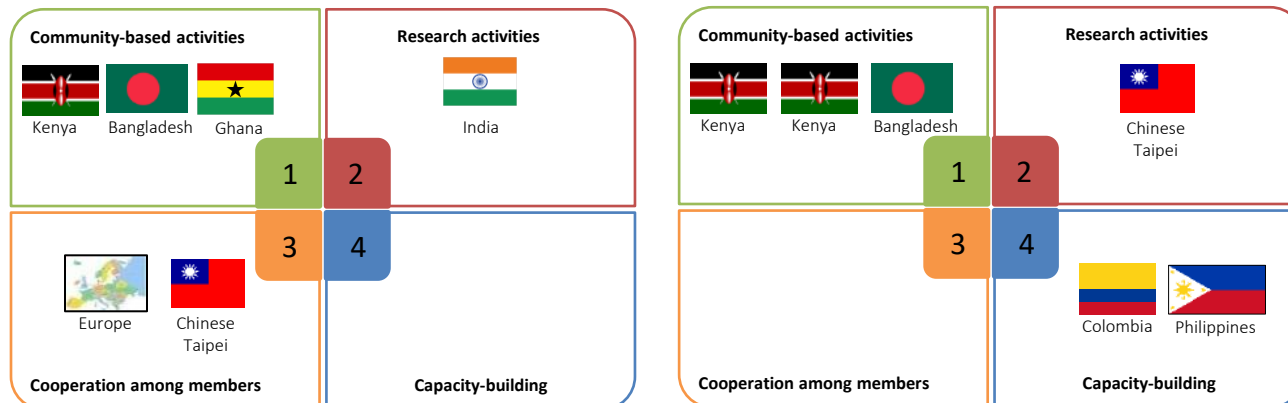 Community-based activities
Research activities
Kenya
Bangladesh
Ghana
India
1
2
3
4
Europe
Chinese
Taipei
Cooperation among members
Capacity-building
Community-based activities
Research activities
Kenya
Kenya
Bangladesh
Chinese
Taipei
1
2
3
4
Colombia
Philippines
Cooperation among members
Capacity-building